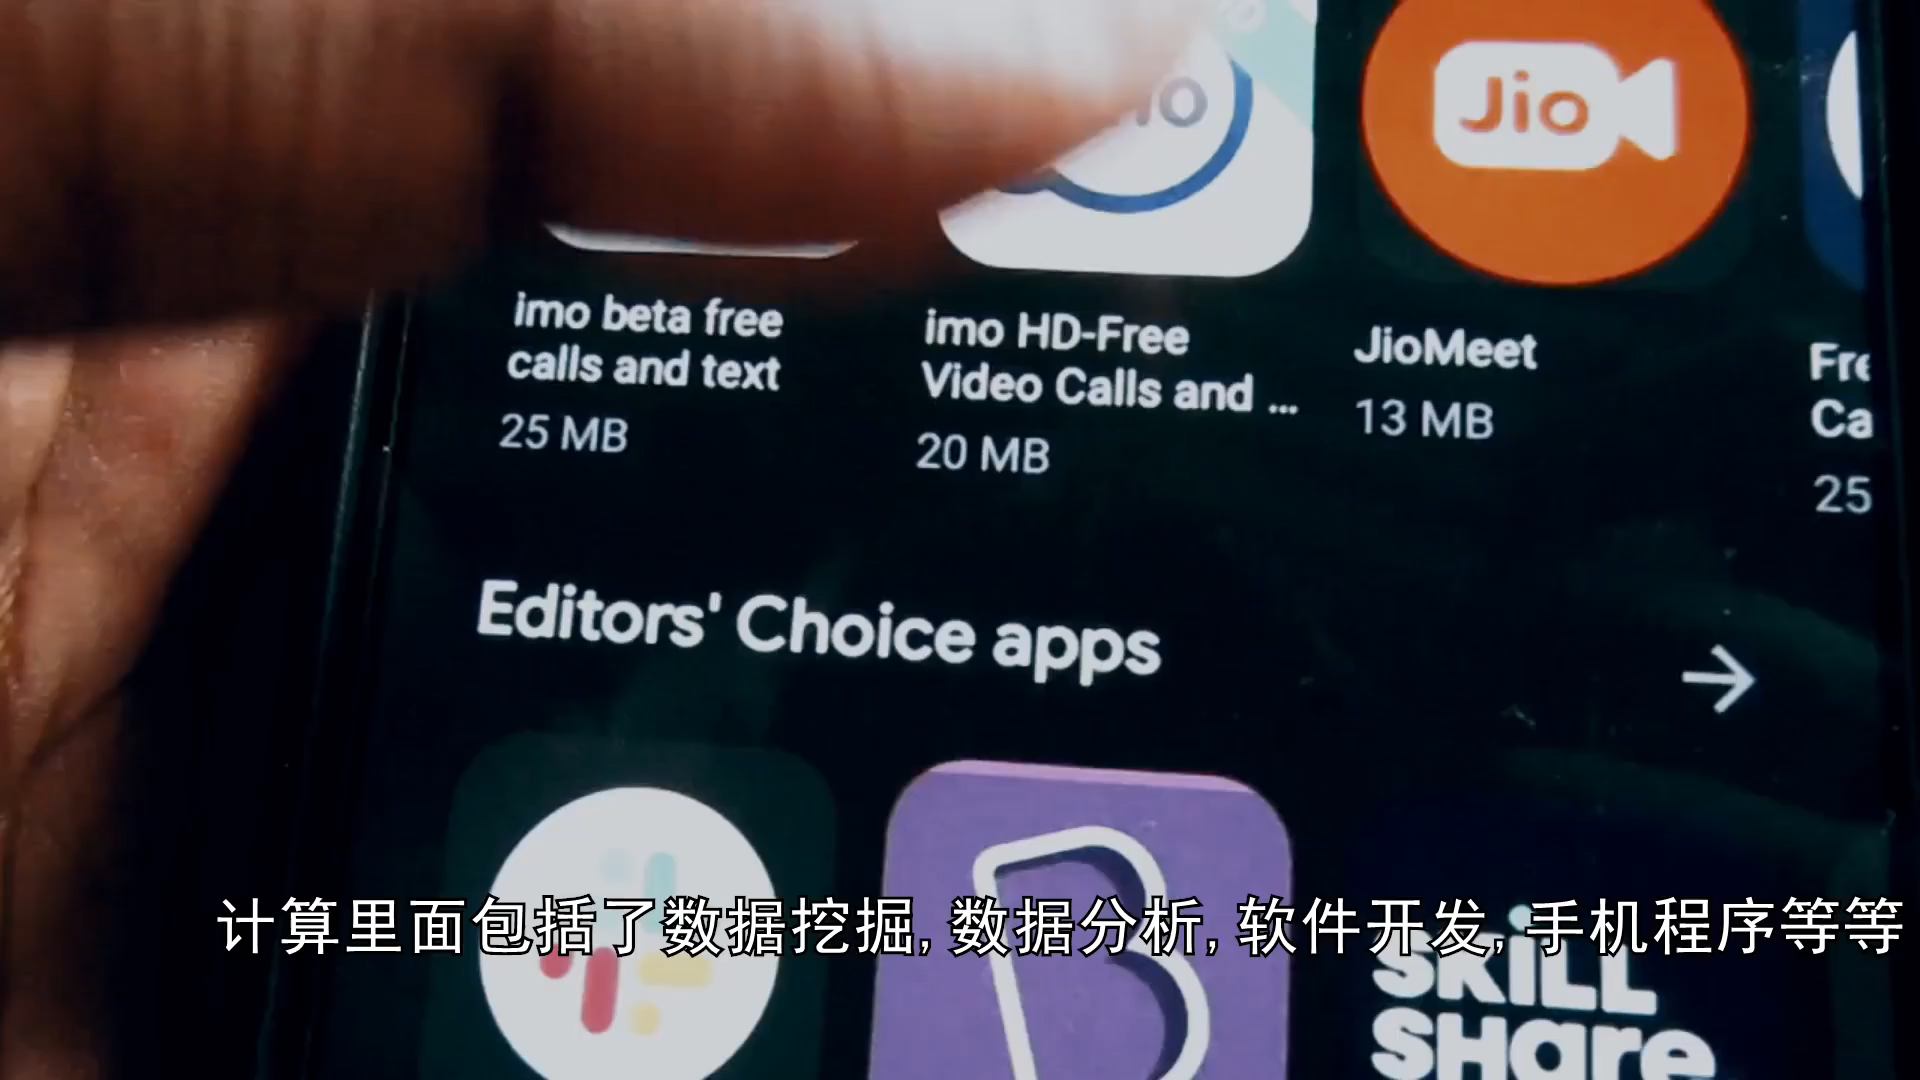 Jio
imo beta free
calls and text
25 MB
imo HD-Free
Video Calls and ...
20 MB
JioMeet
13 MB
Fre
Ca
25
Editors' Choice apps
计算里面包括了数据挖掘,数据分析,软件开发,手机程序等等
SKiLL
SHare